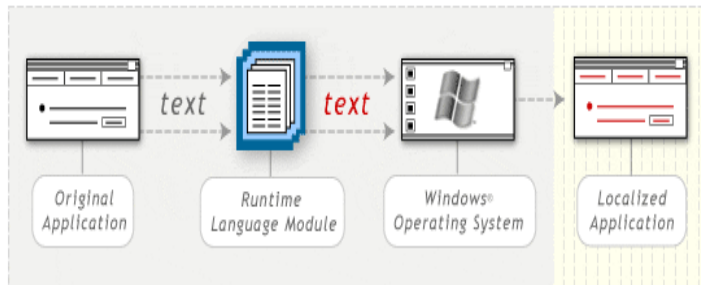 text
text
Original
Application
Runtime
Language Module
Windows®
Operating System
Localized
Application